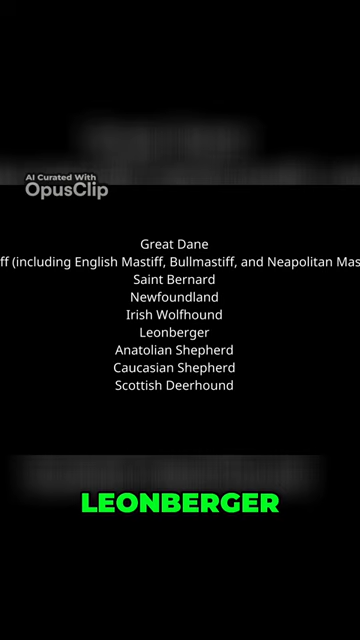 AI Curated With
OpusClip
Great Dane
ff (including English Mastiff, Bullmastiff, and Neapolitan Mas
Saint Bernard
Newfoundland
Irish Wolfhound
Leonberger
Anatolian Shepherd
Caucasian Shepherd
Scottish Deerhound
LEONBERGER